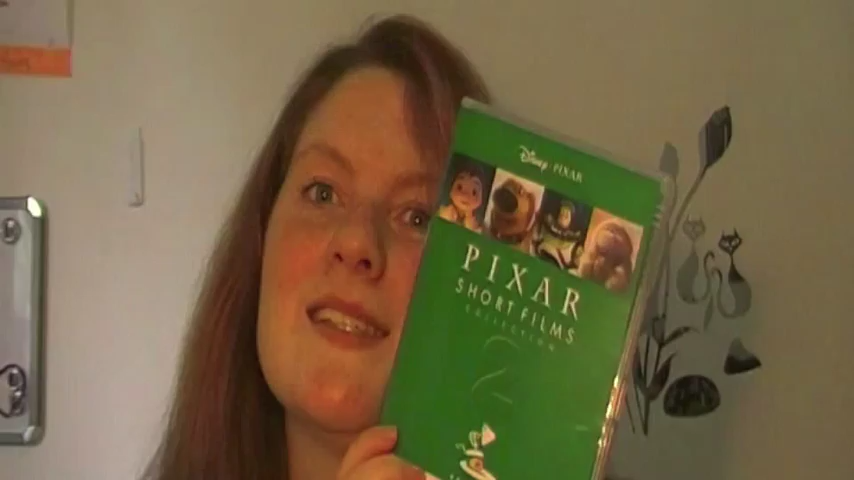 Disney · PIXAR
PIXAR
SHORT FILMS
COLLECTION
2